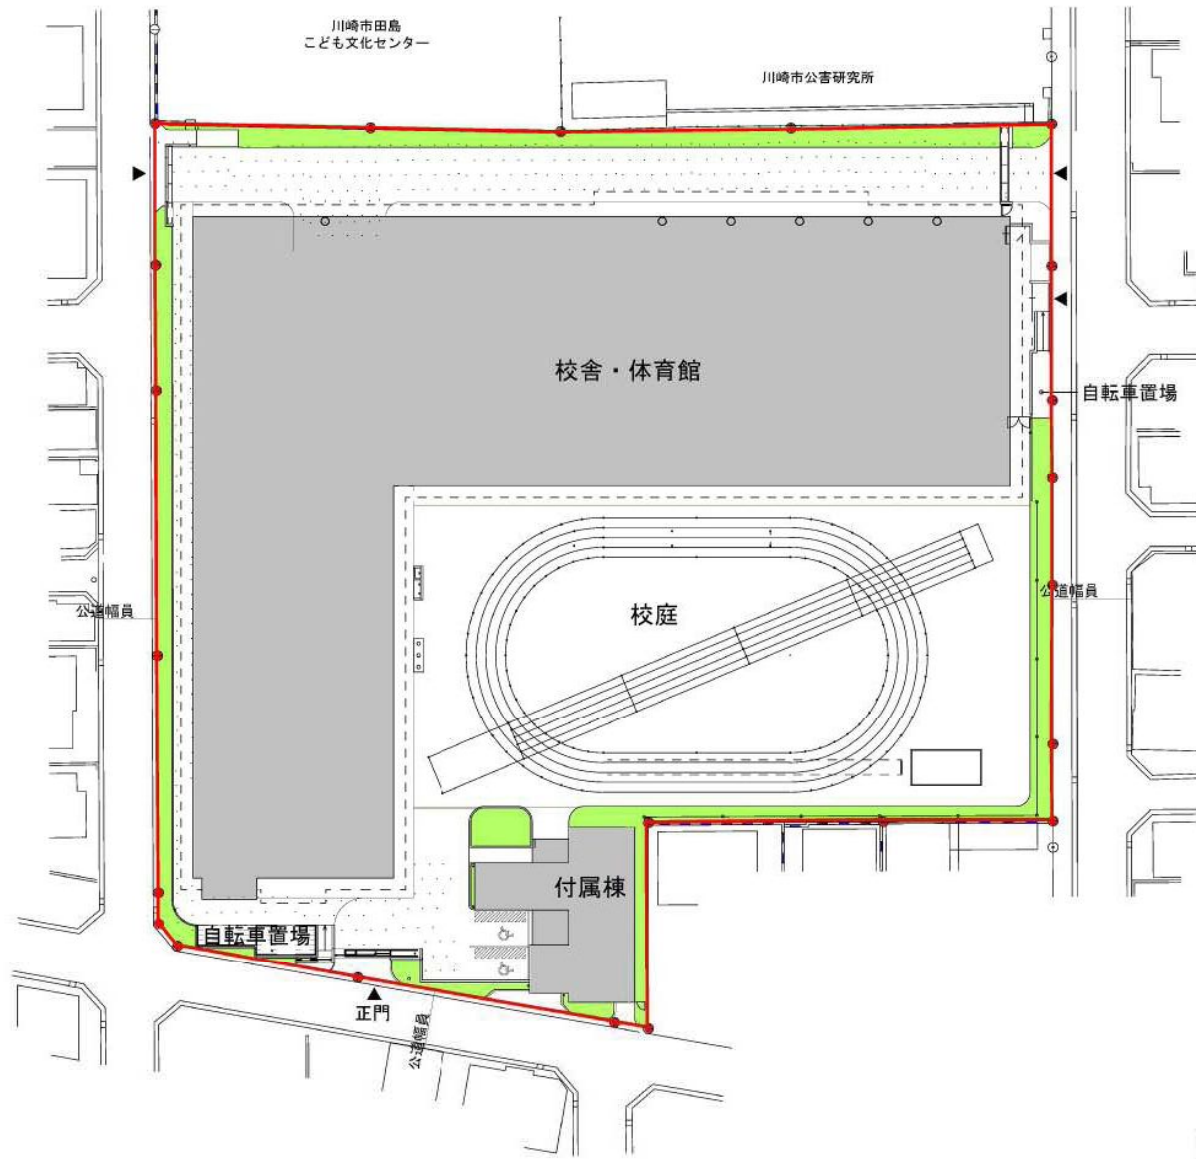 川崎市田島
こども文化センター
川崎市公害研究所
校舎・体育館
自転車置場
公道幅員
公道幅員
校庭
付属棟
自転車置場
正門
公道幅員